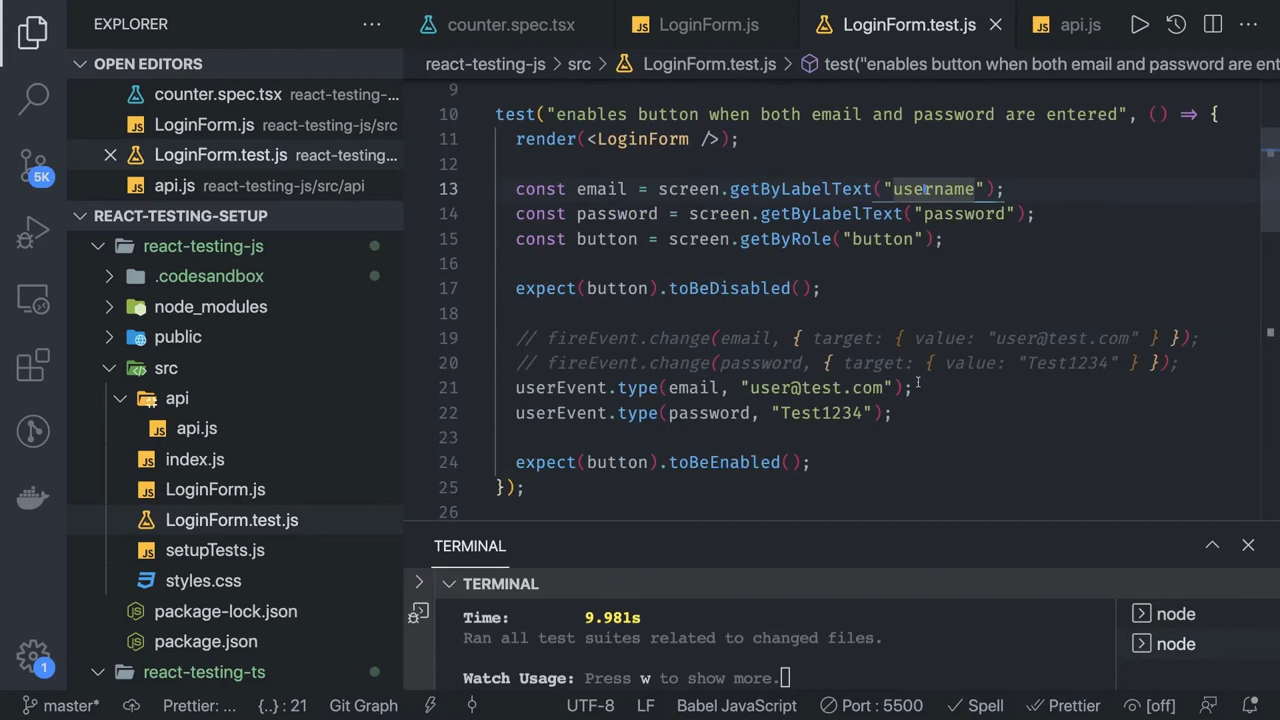 EXPLORER
OPEN EDITORS
counter.spec.tsx react-testing-...
LoginForm.js react-testing-js/src
LoginForm.test.js react-testing...
api.js react-testing-js/src/api
REACT-TESTING-SETUP
react-testing-js
.codesandbox
node_modules
public
src
api
api.js
index.js
LoginForm.js
LoginForm.test.js
setupTests.js
styles.css
package-lock.json
package.json
react-testing-ts
5K
1
counter.spec.tsx LoginForm.js LoginForm.test.js api.js
react-testing-js > src > LoginForm.test.js > test("enables button when both email and password are ent
9
10 test("enables button when both email and password are entered", () => {
11 render(<LoginForm />);
12
13 const email = screen.getByLabelText("username");
14 const password = screen.getByLabelText("password");
15 const button = screen.getByRole("button");
16
17 expect(button).toBeDisabled();
18
19 // fireEvent.change(email, { target: { value: "user@test.com" } });
20 // fireEvent.change(password, { target: { value: "Test1234" } });
21 userEvent.type(email, "user@test.com");
22 userEvent.type(password, "Test1234");
23
24 expect(button).toBeEnabled();
25 });
26
TERMINAL
TERMINAL
Time: 9.981s
Ran all test suites related to changed files.
Watch Usage: Press w to show more.
node
node
master* Prettier: ... {..} : 21 Git Graph UTF-8 LF Babel JavaScript Port : 5500 Spell Prettier [off]